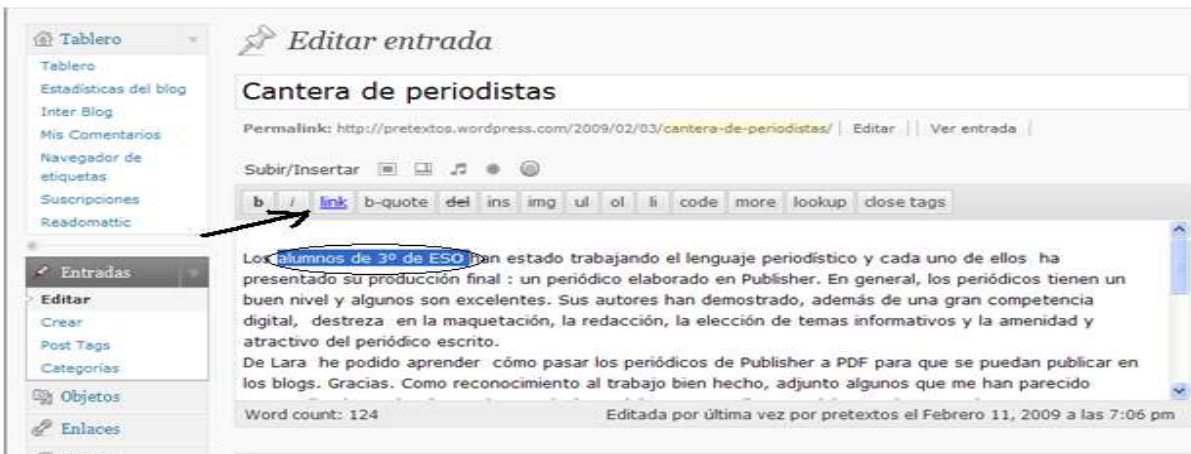 Tablero
Tablero
Estadísticas del blog
Inter Blog
Mis Comentarios
Navegador de
etiquetas
Suscripciones
Readomattic
Entradas
Editar
Crear
Post Tags
Categorías
Objetos
Enlaces
Editar entrada
Cantera de periodistas
Permalink: http://pretextos.wordpress.com/2009/02/03/cantera-de-periodistas/ | Editar | | Ver entrada |
Subir/Insertar
b i link b-quote del ins img ul ol li code more lookup close tags
Los alumnos de 3º de ESO han estado trabajando el lenguaje periodístico y cada uno de ellos ha
presentado su producción final : un periódico elaborado en Publisher. En general, los periódicos tienen un
buen nivel y algunos son excelentes. Sus autores han demostrado, además de una gran competencia
digital, destreza en la maquetación, la redacción, la elección de temas informativos y la amenidad y
atractivo del periódico escrito.
De Lara he podido aprender cómo pasar los periódicos de Publisher a PDF para que se puedan publicar en
los blogs. Gracias. Como reconocimiento al trabajo bien hecho, adjunto algunos que me han parecido
Word count: 124
Editada por última vez por pretextos el Febrero 11, 2009 a las 7:06 pm